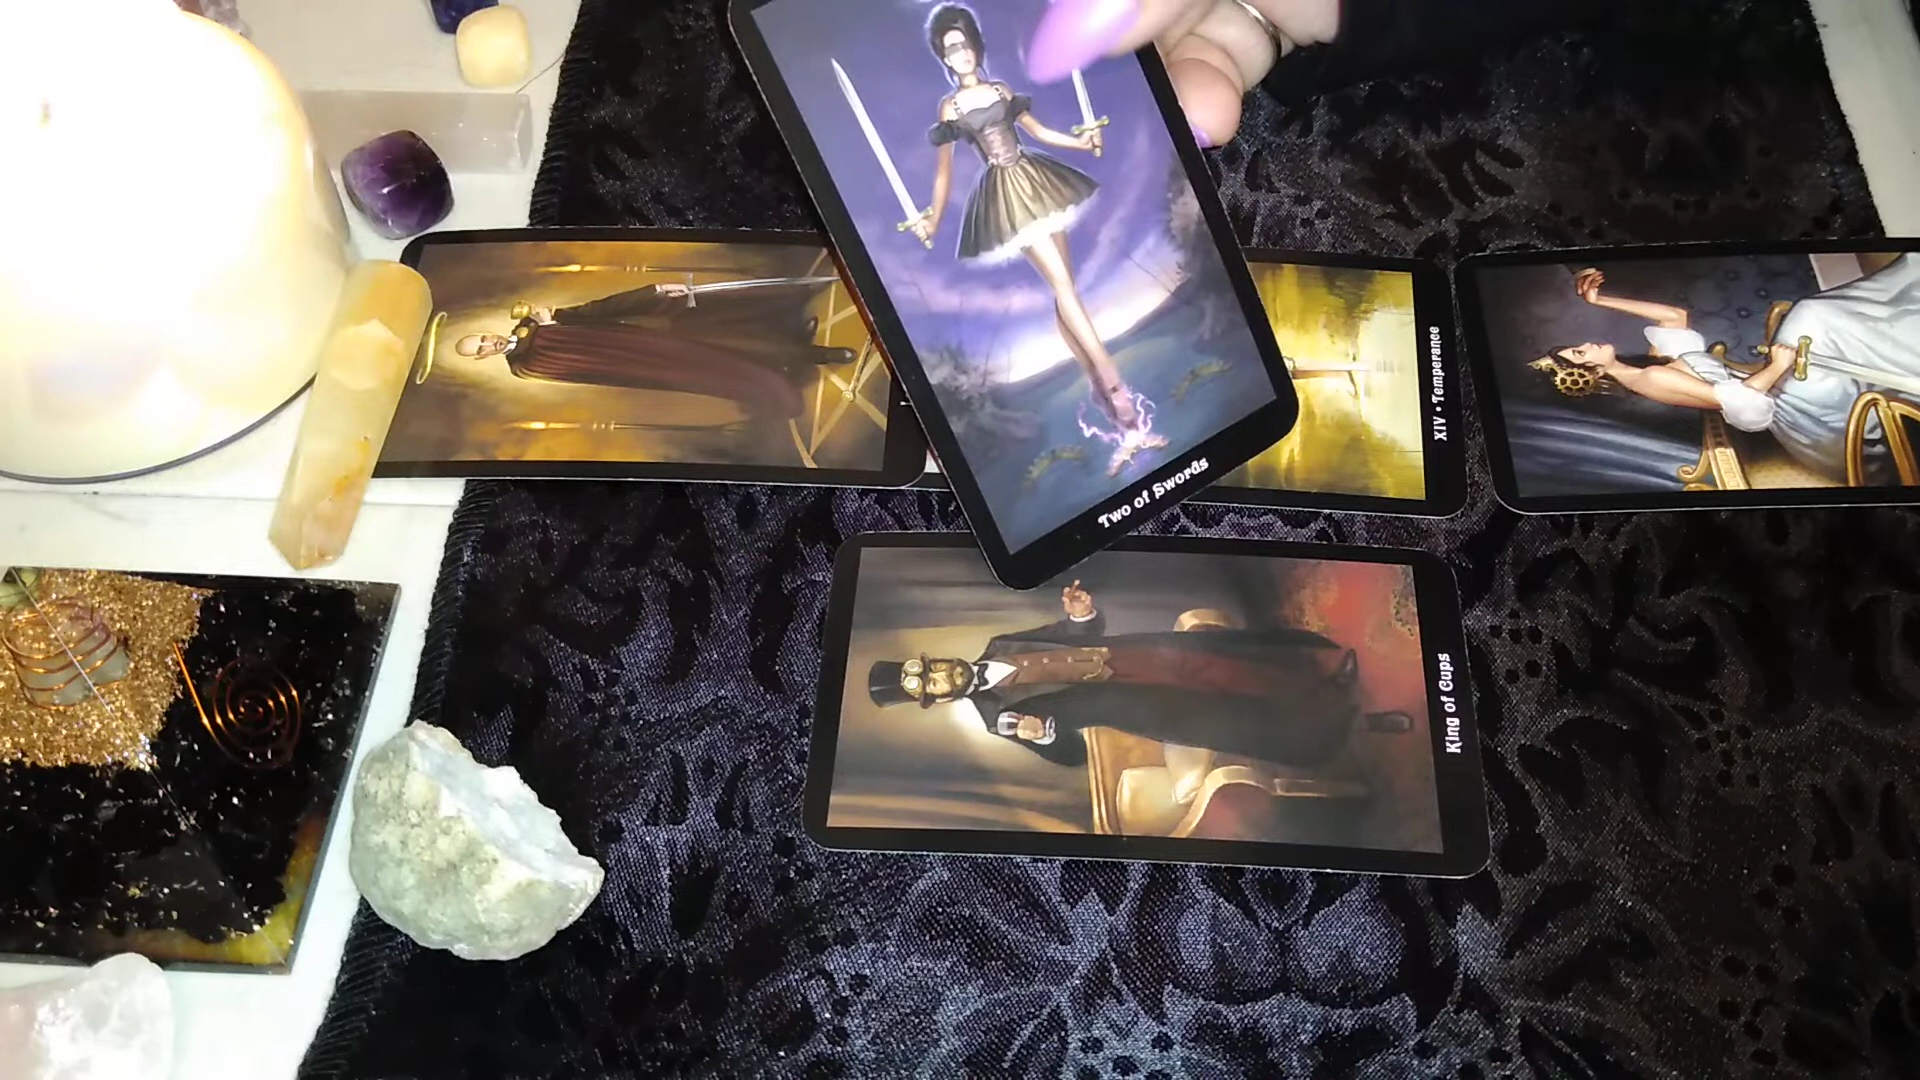 Two of Swords
XIV • Temperance
King of Cups